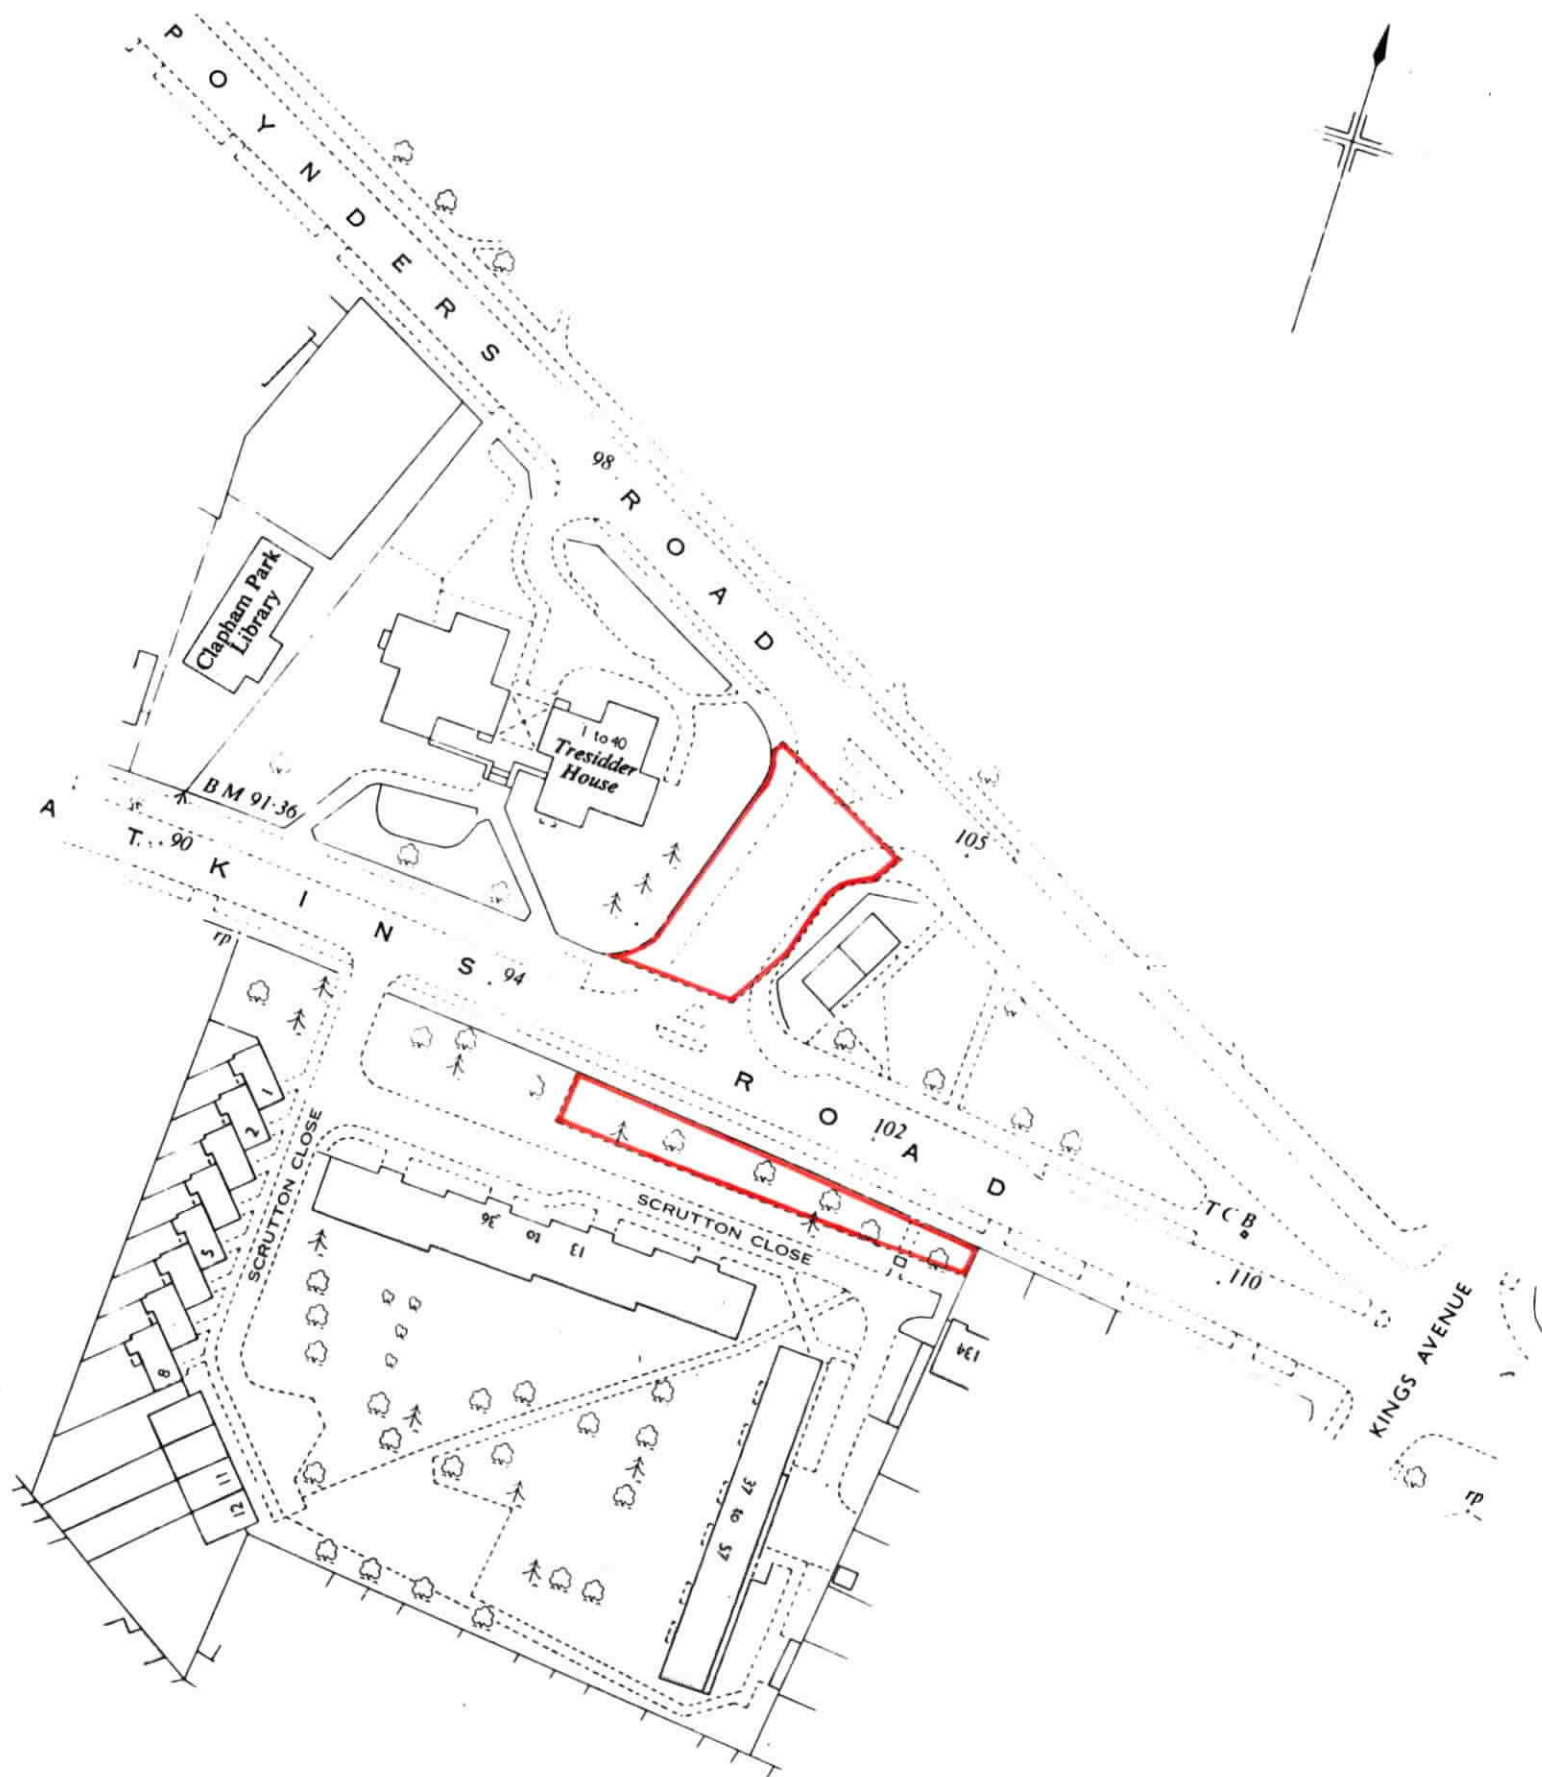 POYNDERS ROAD
98
Clapham Park
Library
1 to 40
Tresidder
House
B M 91·36
105
ATKINS ROAD
90
94
rp
102
T C B
110
KINGS AVENUE
rp
1
2
5
8
11
12
SCRUTTON CLOSE
SCRUTTON CLOSE
13 to 36
37 to 57
134